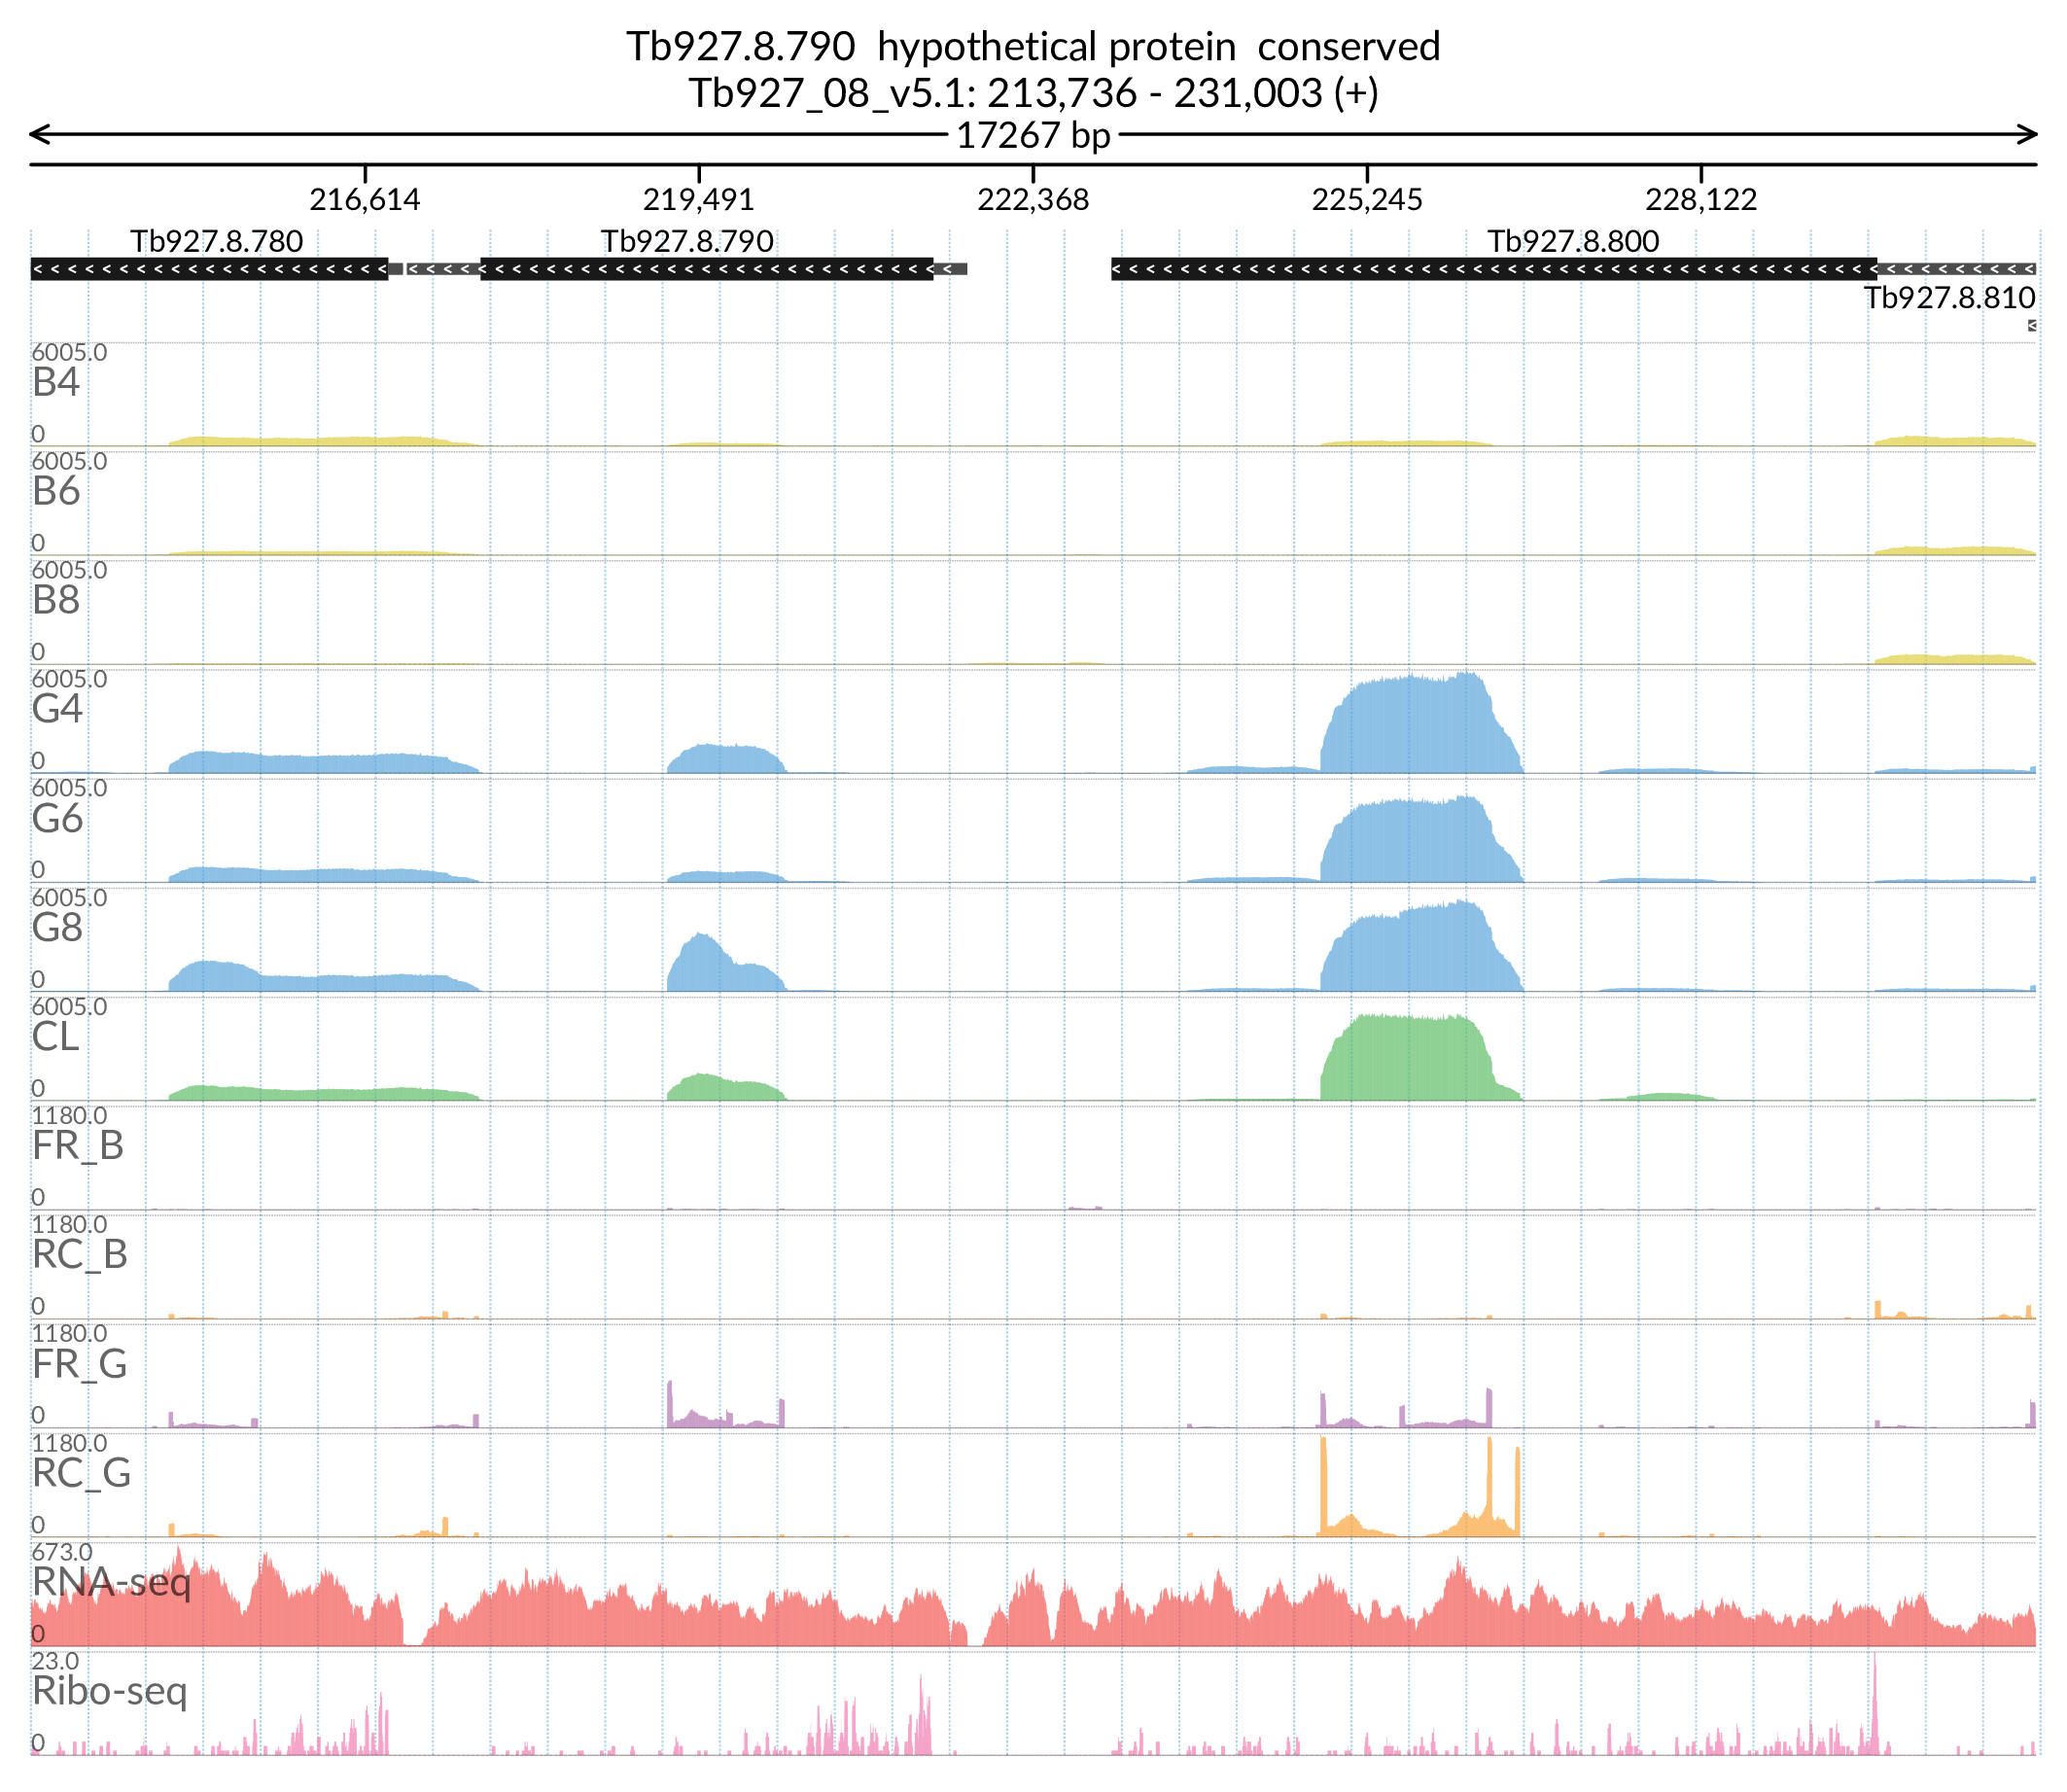 Tb927.8.790  hypothetical protein  conserved
Tb927_08_v5.1: 213,736 - 231,003 (+)
17267 bp
216,614 219,491 222,368 225,245 228,122
Tb927.8.780 Tb927.8.790 Tb927.8.800
Tb927.8.810
6005.0
B4
0
6005.0
B6
0
6005.0
B8
0
6005.0
G4
0
6005.0
G6
0
6005.0
G8
0
6005.0
CL
0
1180.0
FR_B
0
1180.0
RC_B
0
1180.0
FR_G
0
1180.0
RC_G
0
673.0
RNA-seq
0
23.0
Ribo-seq
0